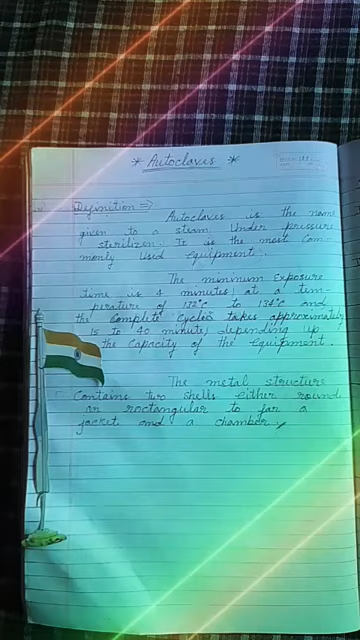 * Autoclaves *
Definition ⇒
Autoclaves is the name
given to a steam Under pressure
sterilizer. It is the most Com-
monly Used equipment.
The minimum Exposure
time is 4 minutes at a tem-
perature of 132°C to 134°C and
the Complete Cycles takes approximately
15 to 40 minute, depending Up
the Capacity of the Equipment.
The metal structure
Contains two shells either round
or rectangular to for a
jacket and a chamber.